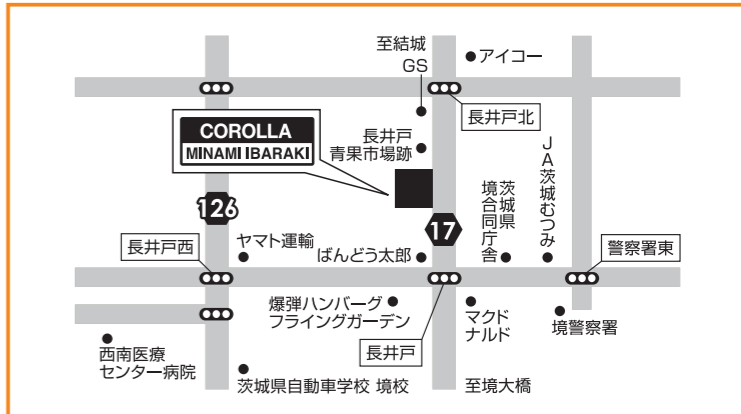 至結城
GS
アイコー
長井戸北
COROLLA
MINAMI IBARAKI
長井戸
青果市場跡
JA茨城むつみ
茨城県
境合同庁舎
126
17
長井戸西
ヤマト運輸
ばんどう太郎
警察署東
爆弾ハンバーグ
フライングガーデン
長井戸
マクド
ナルド
境警察署
西南医療
センター病院
茨城県自動車学校 境校
至境大橋